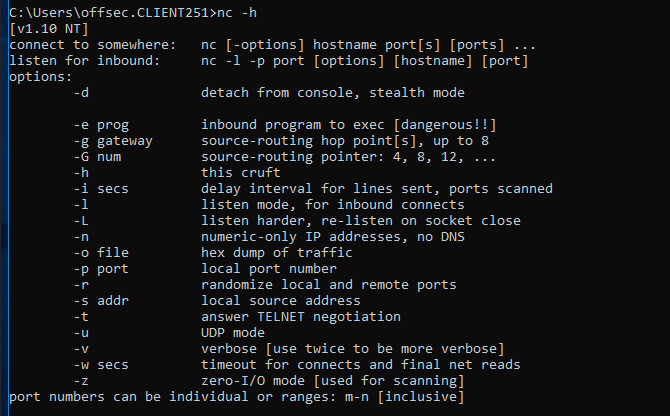 C:\Users\offsec.CLIENT251>nc -h
[v1.10 NT]
connect to somewhere:   nc [-options] hostname port[s] [ports] ...
listen for inbound:     nc -l -p port [options] [hostname] [port]
options:
        -d              detach from console, stealth mode

        -e prog         inbound program to exec [dangerous!!]
        -g gateway      source-routing hop point[s], up to 8
        -G num          source-routing pointer: 4, 8, 12, ...
        -h              this cruft
        -i secs         delay interval for lines sent, ports scanned
        -l              listen mode, for inbound connects
        -L              listen harder, re-listen on socket close
        -n              numeric-only IP addresses, no DNS
        -o file         hex dump of traffic
        -p port         local port number
        -r              randomize local and remote ports
        -s addr         local source address
        -t              answer TELNET negotiation
        -u              UDP mode
        -v              verbose [use twice to be more verbose]
        -w secs         timeout for connects and final net reads
        -z              zero-I/O mode [used for scanning]
port numbers can be individual or ranges: m-n [inclusive]